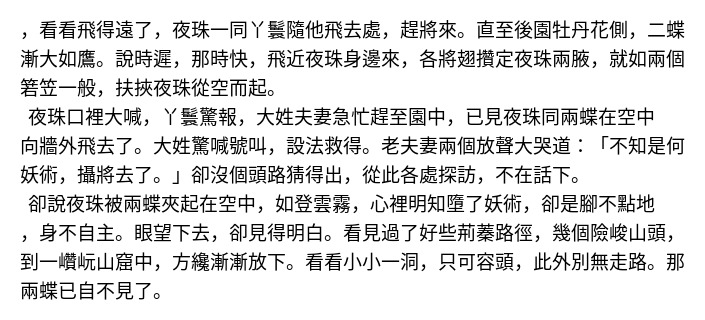 ，看看飛得遠了，夜珠一同丫鬟隨他飛去處，趕將來。直至後園牡丹花側，二蝶
漸大如鷹。說時遲，那時快，飛近夜珠身邊來，各將翅攢定夜珠兩腋，就如兩個
箬笠一般，扶挾夜珠從空而起。
夜珠口裡大喊，丫鬟驚報，大姓夫妻急忙趕至園中，已見夜珠同兩蝶在空中
向牆外飛去了。大姓驚喊號叫，設法救得。老夫妻兩個放聲大哭道：「不知是何
妖術，攝將去了。」卻沒個頭路猜得出，從此各處探訪，不在話下。
卻說夜珠被兩蝶夾起在空中，如登雲霧，心裡明知墮了妖術，卻是腳不點地
，身不自主。眼望下去，卻見得明白。看見過了好些荊蓁路徑，幾個險峻山頭，
到一巑岏山窟中，方纔漸漸放下。看看小小一洞，只可容頭，此外別無走路。那
兩蝶已自不見了。